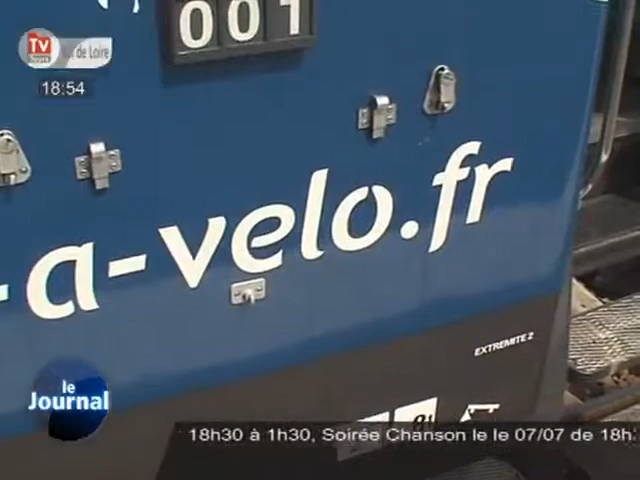 001
TV
Val de Loire
18:54
-a-velo.fr
EXTREMITE 2
le
Journal
18h30 à 1h30, Soirée Chanson le le 07/07 de 18h